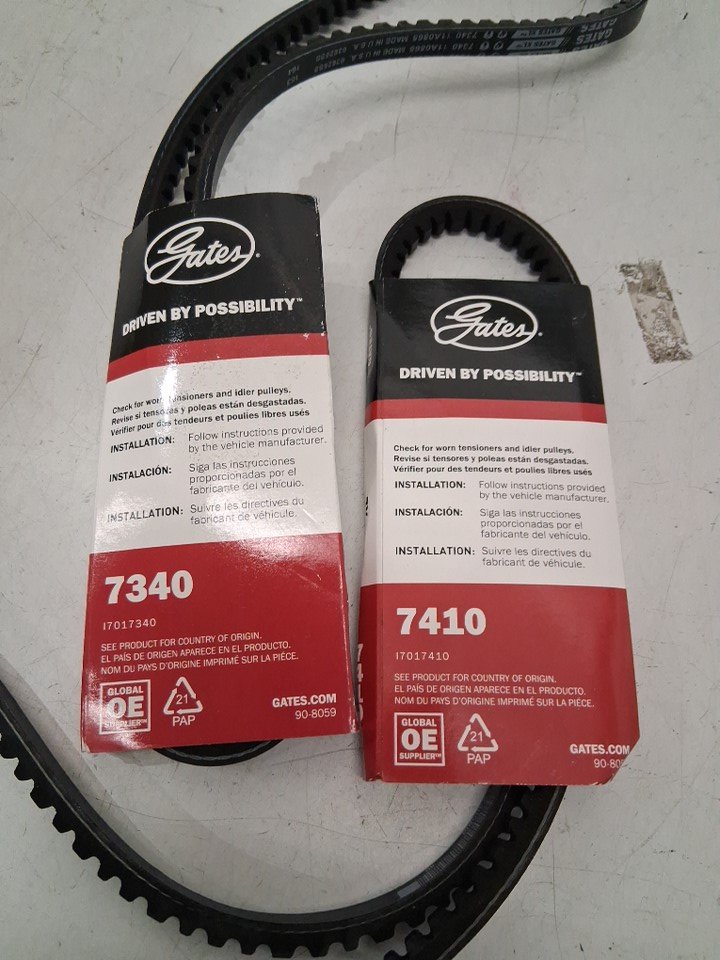 GATES
7340 11A0865 MADE IN U.S.A.
Gates®
DRIVEN BY POSSIBILITY™
Check for worn tensioners and idler pulleys.
Revise si tensores y poleas están desgastadas.
Vérifier pour des tendeurs et poulies libres usés
INSTALLATION: Follow instructions provided
by the vehicle manufacturer.
INSTALACIÓN: Siga las instrucciones
proporcionadas por el
fabricante del vehículo.
INSTALLATION: Suivre les directives du
fabricant de véhicule.
7340
I7017340
SEE PRODUCT FOR COUNTRY OF ORIGIN.
EL PAÍS DE ORIGEN APARECE EN EL PRODUCTO.
NOM DU PAYS D'ORIGINE IMPRIMÉ SUR LA PIÈCE.
GLOBAL
OE
SUPPLIER™
21
PAP
GATES.COM
90-8059
Gates®
DRIVEN BY POSSIBILITY™
Check for worn tensioners and idler pulleys.
Revise si tensores y poleas están desgastadas.
Vérifier pour des tendeurs et poulies libres usés
INSTALLATION: Follow instructions provided
by the vehicle manufacturer.
INSTALACIÓN: Siga las instrucciones
proporcionadas por el
fabricante del vehículo.
INSTALLATION: Suivre les directives du
fabricant de véhicule.
7410
I7017410
SEE PRODUCT FOR COUNTRY OF ORIGIN.
EL PAÍS DE ORIGEN APARECE EN EL PRODUCTO.
NOM DU PAYS D'ORIGINE IMPRIMÉ SUR LA PIÈCE.
GLOBAL
OE
SUPPLIER™
21
PAP
GATES.COM